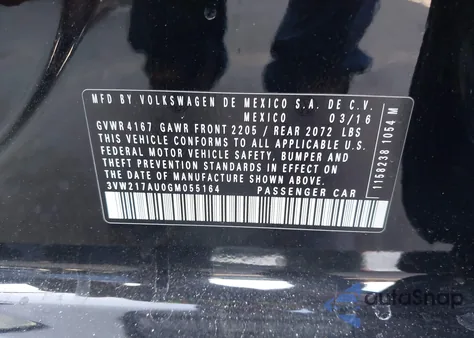 MFD BY VOLKSWAGEN DE MEXICO S.A. DE C.V.
MEXICO 03/16
GVWR4167 GAWR FRONT 2205 / REAR 2072 LBS
THIS VEHICLE CONFORMS TO ALL APPLICABLE U.S.
FEDERAL MOTOR VEHICLE SAFETY, BUMPER AND
THEFT PREVENTION STANDARDS IN EFFECT ON
THE DATE OF MANUFACTURE SHOWN ABOVE
3VW217AU0GM055164 PASSENGER CAR
1158238 1054 M
autoShop